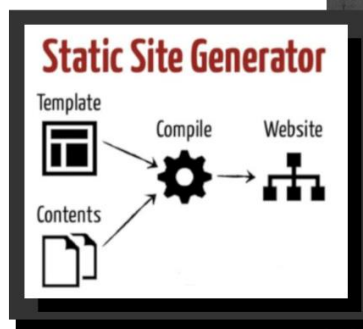 Static Site Generator
Template
Compile
Website
Contents